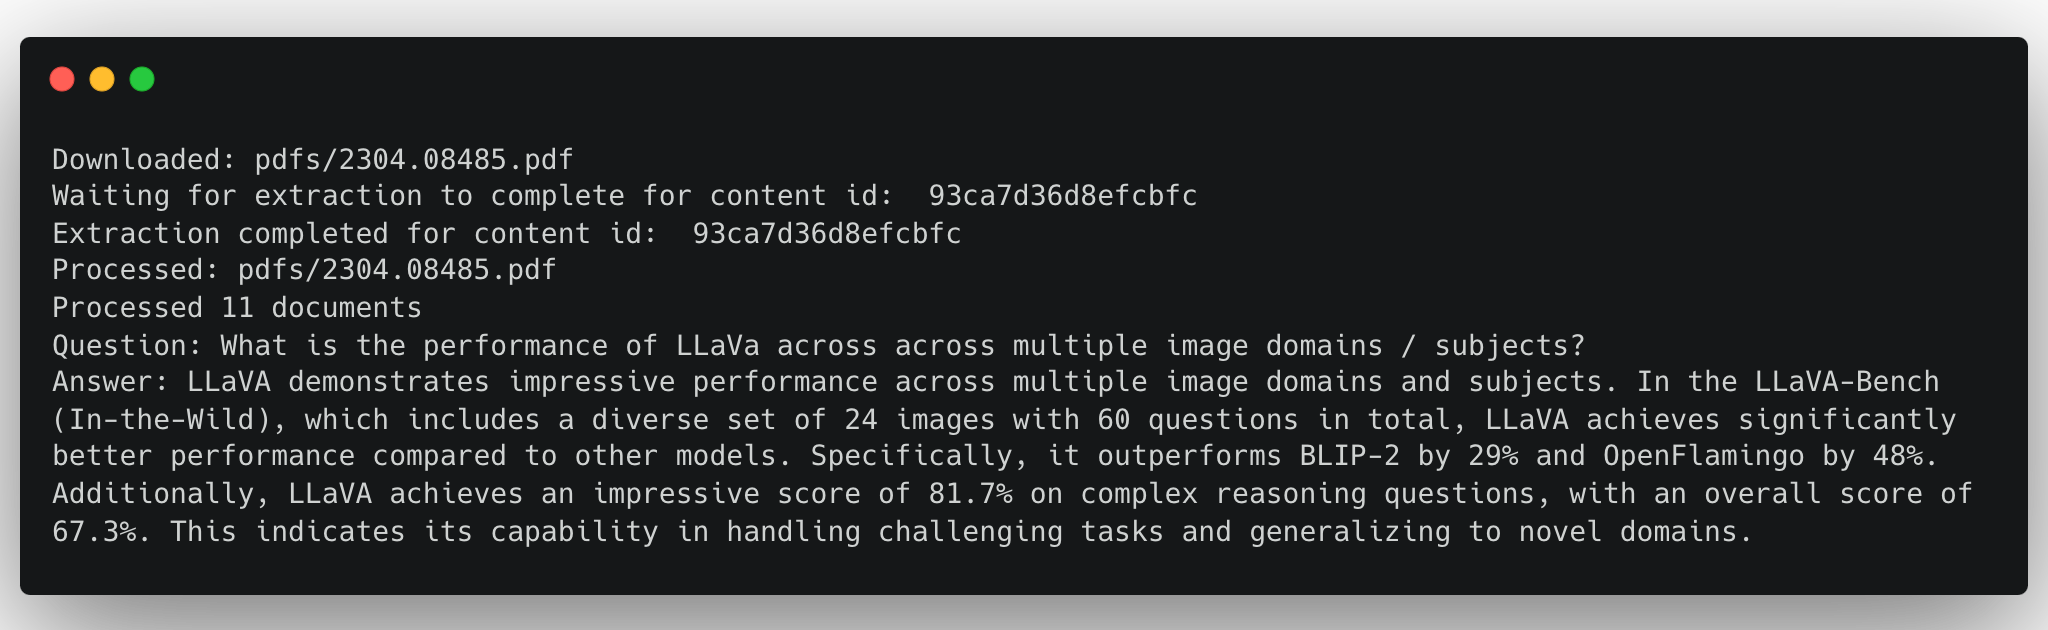 Downloaded: pdfs/2304.08485.pdf
Waiting for extraction to complete for content id:  93ca7d36d8efcbfc
Extraction completed for content id:  93ca7d36d8efcbfc
Processed: pdfs/2304.08485.pdf
Processed 11 documents
Question: What is the performance of LLaVa across across multiple image domains / subjects?
Answer: LLaVA demonstrates impressive performance across multiple image domains and subjects. In the LLaVA-Bench
(In-the-Wild), which includes a diverse set of 24 images with 60 questions in total, LLaVA achieves significantly
better performance compared to other models. Specifically, it outperforms BLIP-2 by 29% and OpenFlamingo by 48%.
Additionally, LLaVA achieves an impressive score of 81.7% on complex reasoning questions, with an overall score of
67.3%. This indicates its capability in handling challenging tasks and generalizing to novel domains.